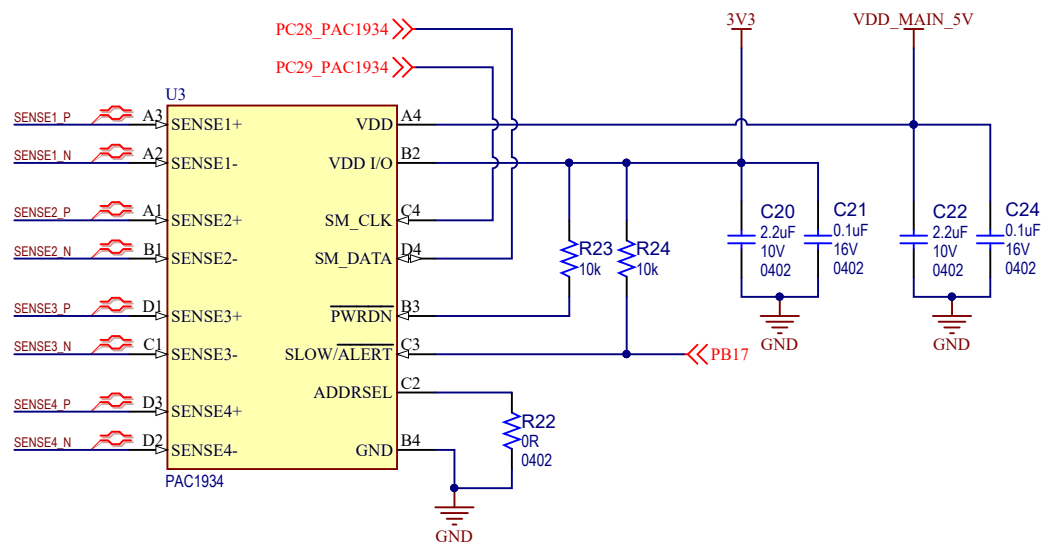 PC28_PAC1934
3V3
VDD_MAIN_5V
PC29_PAC1934
U3
SENSE1_P
A3
SENSE1+
VDD
A4
SENSE1_N
A2
SENSE1-
VDD I/O
B2
SENSE2_P
A1
SENSE2+
SM_CLK
C4
SENSE2_N
B1
SENSE2-
SM_DATA
D4
SENSE3_P
D1
SENSE3+
PWRDN
B3
SENSE3_N
C1
SENSE3-
SLOW/ALERT
C3
PB17
ADDRSEL
C2
SENSE4_P
D3
SENSE4+
SENSE4_N
D2
SENSE4-
GND
B4
PAC1934
R23
10k
R24
10k
R22
0R
0402
GND
C20
2.2uF
10V
0402
C21
0.1uF
16V
0402
GND
C22
2.2uF
10V
0402
C24
0.1uF
16V
0402
GND